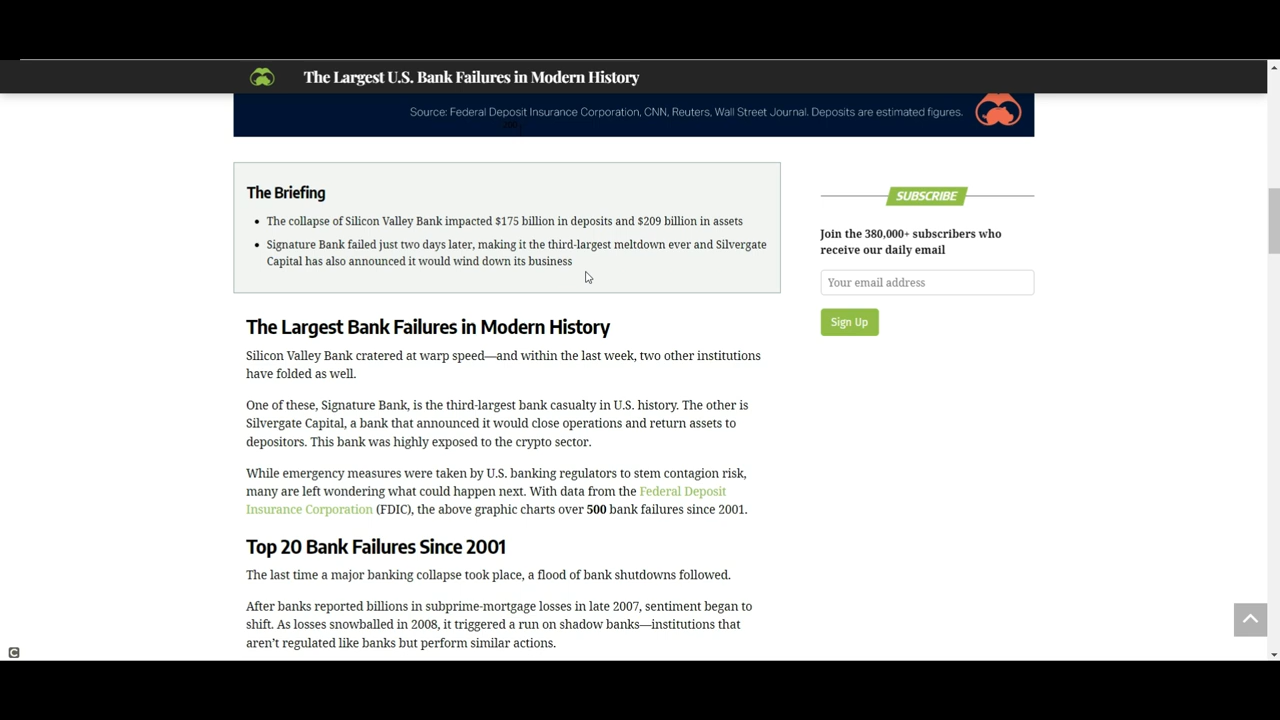 The Largest U.S. Bank Failures in Modern History
Source: Federal Deposit Insurance Corporation, CNN, Reuters, Wall Street Journal. Deposits are estimated figures.
The Briefing
• The collapse of Silicon Valley Bank impacted $175 billion in deposits and $209 billion in assets
• Signature Bank failed just two days later, making it the third-largest meltdown ever and Silvergate
Capital has also announced it would wind down its business
The Largest Bank Failures in Modern History
Silicon Valley Bank cratered at warp speed—and within the last week, two other institutions
have folded as well.
One of these, Signature Bank, is the third-largest bank casualty in U.S. history. The other is
Silvergate Capital, a bank that announced it would close operations and return assets to
depositors. This bank was highly exposed to the crypto sector.
While emergency measures were taken by U.S. banking regulators to stem contagion risk,
many are left wondering what could happen next. With data from the Federal Deposit
Insurance Corporation (FDIC), the above graphic charts over 500 bank failures since 2001.
Top 20 Bank Failures Since 2001
The last time a major banking collapse took place, a flood of bank shutdowns followed.
After banks reported billions in subprime-mortgage losses in late 2007, sentiment began to
shift. As losses snowballed in 2008, it triggered a run on shadow banks—institutions that
aren't regulated like banks but perform similar actions.
SUBSCRIBE
Join the 380,000+ subscribers who
receive our daily email
Your email address
Sign Up